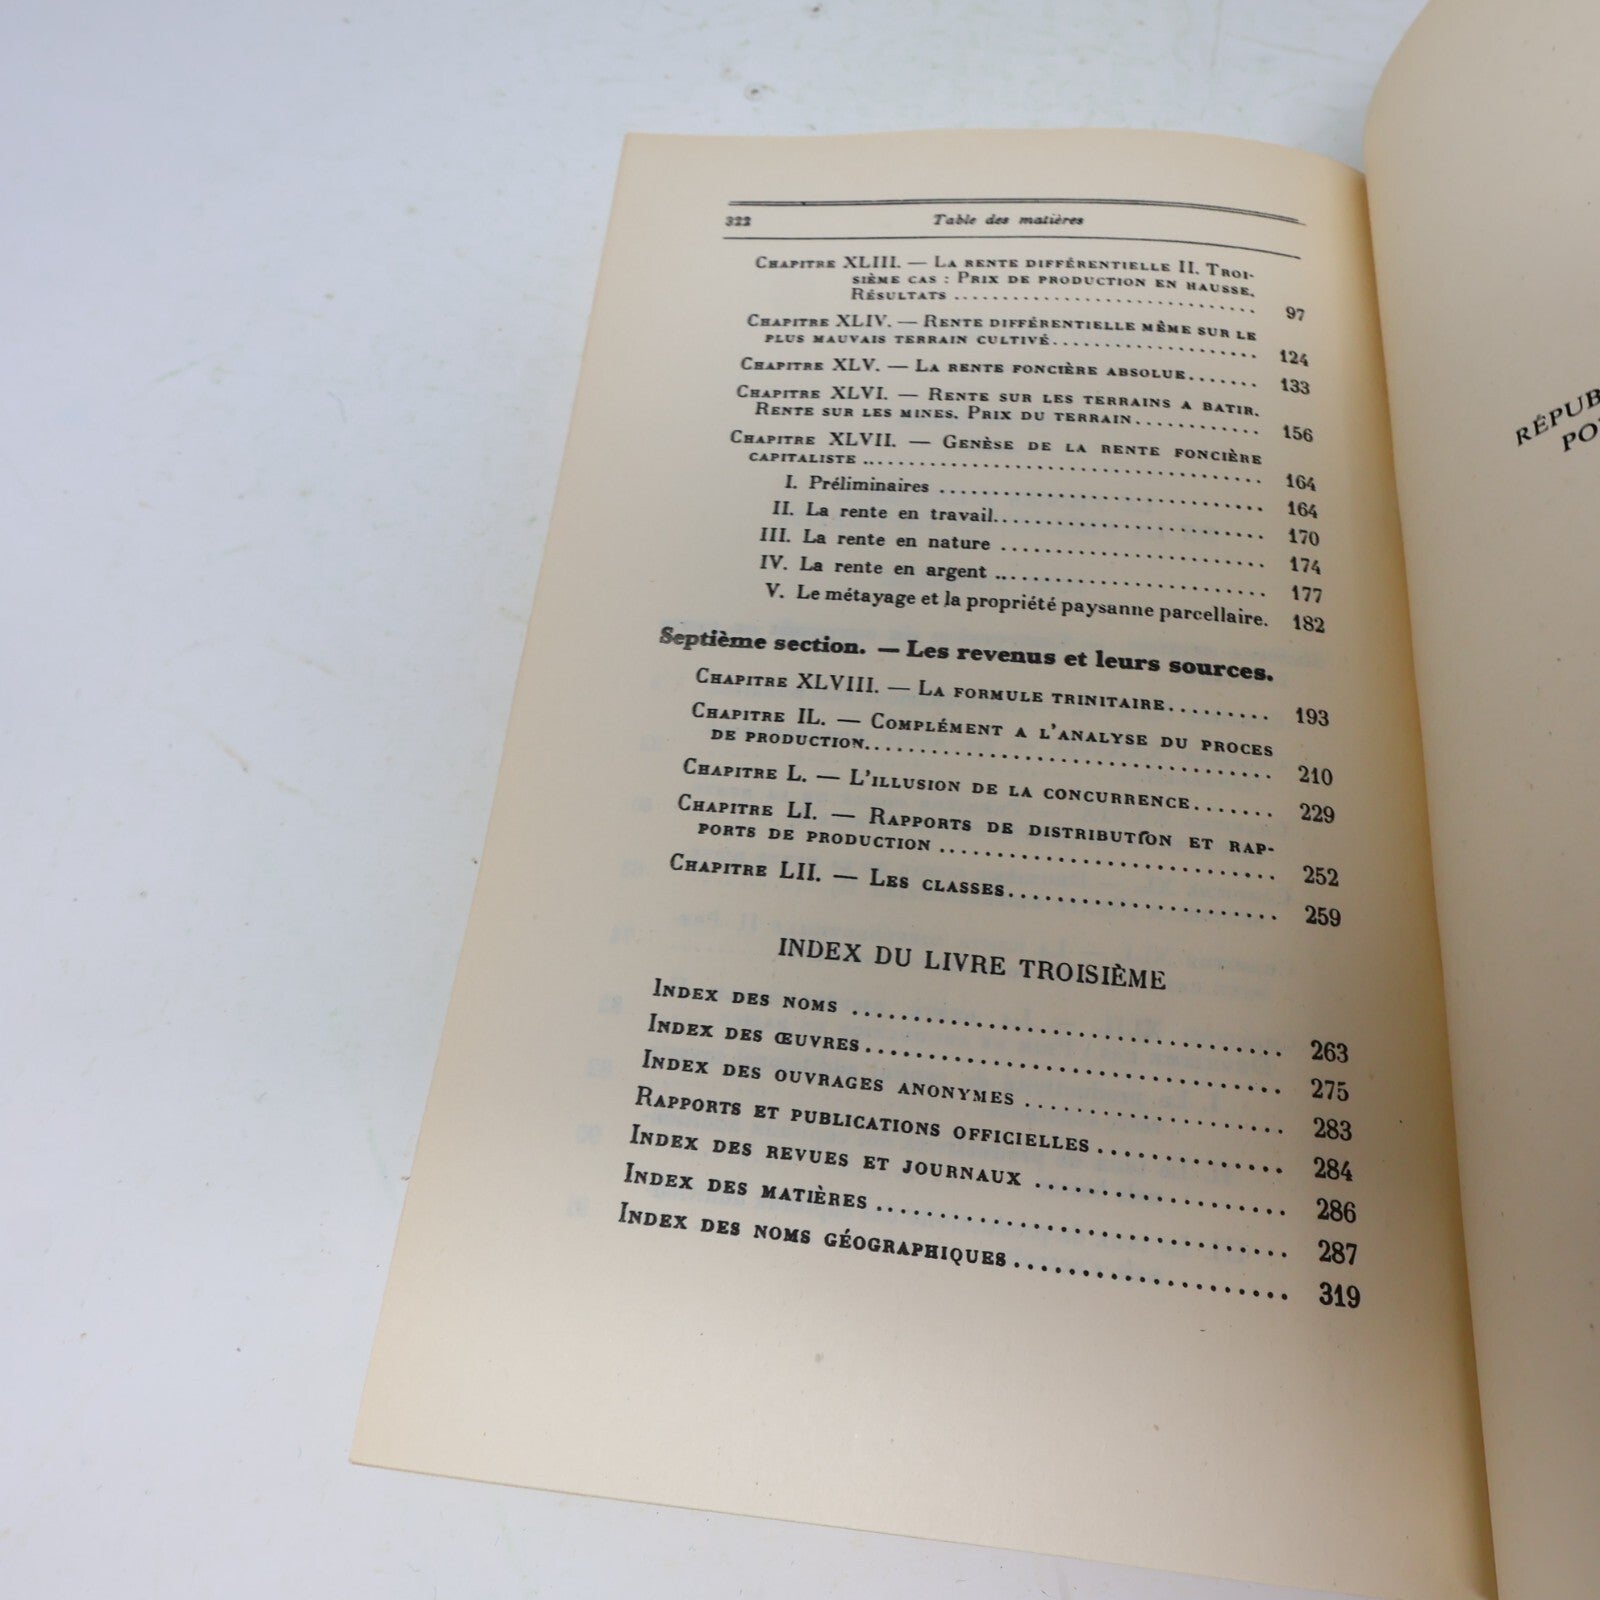 322 Table des matières
CHAPITRE XLIII. — LA RENTE DIFFÉRENTIELLE II. TROI-
SIÈME CAS : PRIX DE PRODUCTION EN HAUSSE.
RÉSULTATS .......... 97
CHAPITRE XLIV. — RENTE DIFFÉRENTIELLE MÊME SUR LE
PLUS MAUVAIS TERRAIN CULTIVÉ.......... 124
CHAPITRE XLV. — LA RENTE FONCIÈRE ABSOLUE....... 133
CHAPITRE XLVI. — RENTE SUR LES TERRAINS A BATIR.
RENTE SUR LES MINES. PRIX DU TERRAIN.......... 156
CHAPITRE XLVII. — GENÈSE DE LA RENTE FONCIÈRE
CAPITALISTE .......... 164
I. Préliminaires .......... 164
II. La rente en travail.......... 170
III. La rente en nature .......... 174
IV. La rente en argent .......... 177
V. Le métayage et la propriété paysanne parcellaire. 182
Septième section. — Les revenus et leurs sources.
CHAPITRE XLVIII. — LA FORMULE TRINITAIRE......... 193
CHAPITRE IL. — COMPLÉMENT A L'ANALYSE DU PROCES
DE PRODUCTION.......... 210
CHAPITRE L. — L'ILLUSION DE LA CONCURRENCE....... 229
CHAPITRE LI. — RAPPORTS DE DISTRIBUTION ET RAP-
PORTS DE PRODUCTION .......... 252
CHAPITRE LII. — LES CLASSES.......... 259
INDEX DU LIVRE TROISIÈME
INDEX DES NOMS .......... 263
INDEX DES ŒUVRES.......... 275
INDEX DES OUVRAGES ANONYMES .......... 283
RAPPORTS ET PUBLICATIONS OFFICIELLES.......... 284
INDEX DES REVUES ET JOURNAUX .......... 286
INDEX DES MATIÈRES .......... 287
INDEX DES NOMS GÉOGRAPHIQUES.......... 319